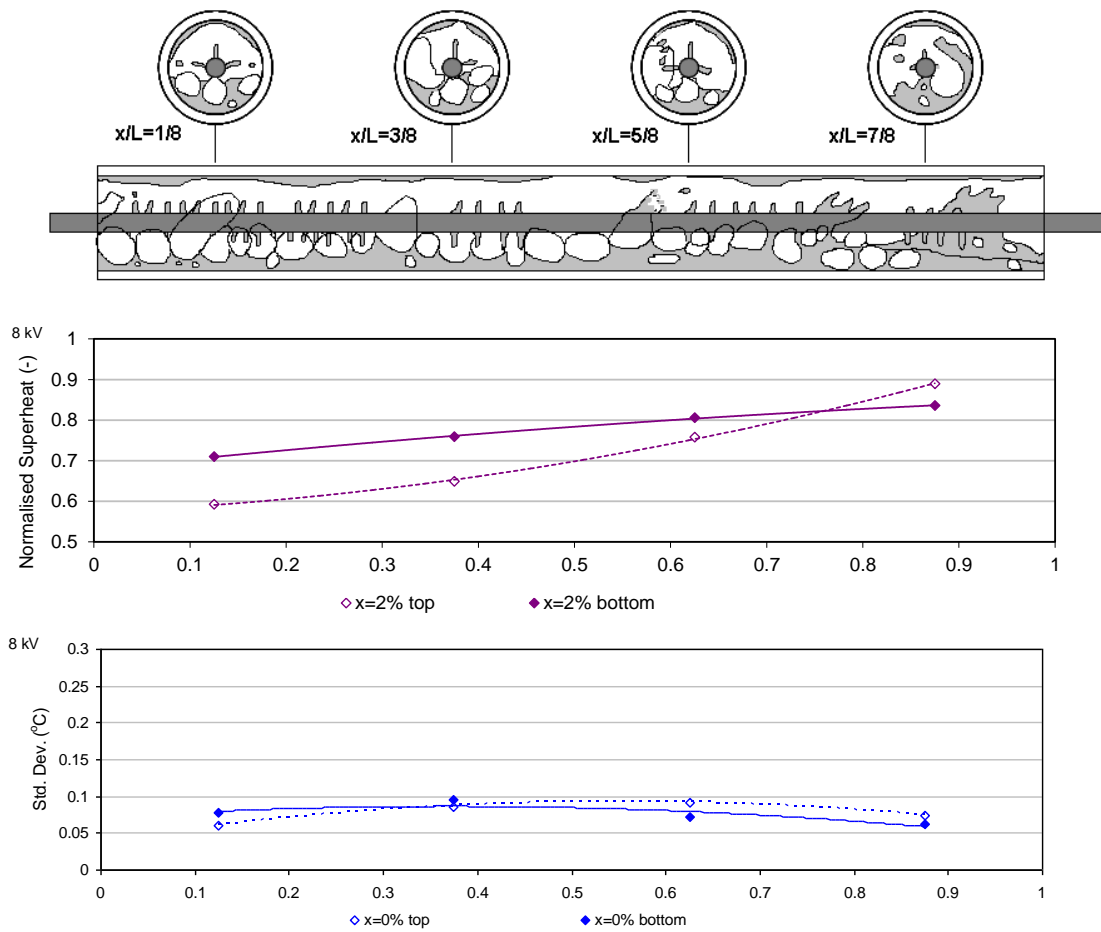 x/L=1/8 x/L=3/8 x/L=5/8 x/L=7/8
8 kV
Normalised Superheat (-)
1
0.9
0.8
0.7
0.6
0.5
0 0.1 0.2 0.3 0.4 0.5 0.6 0.7 0.8 0.9 1
x=2% top x=2% bottom
8 kV
Std. Dev. (°C)
0.3
0.25
0.2
0.15
0.1
0.05
0
0 0.1 0.2 0.3 0.4 0.5 0.6 0.7 0.8 0.9 1
x=0% top x=0% bottom